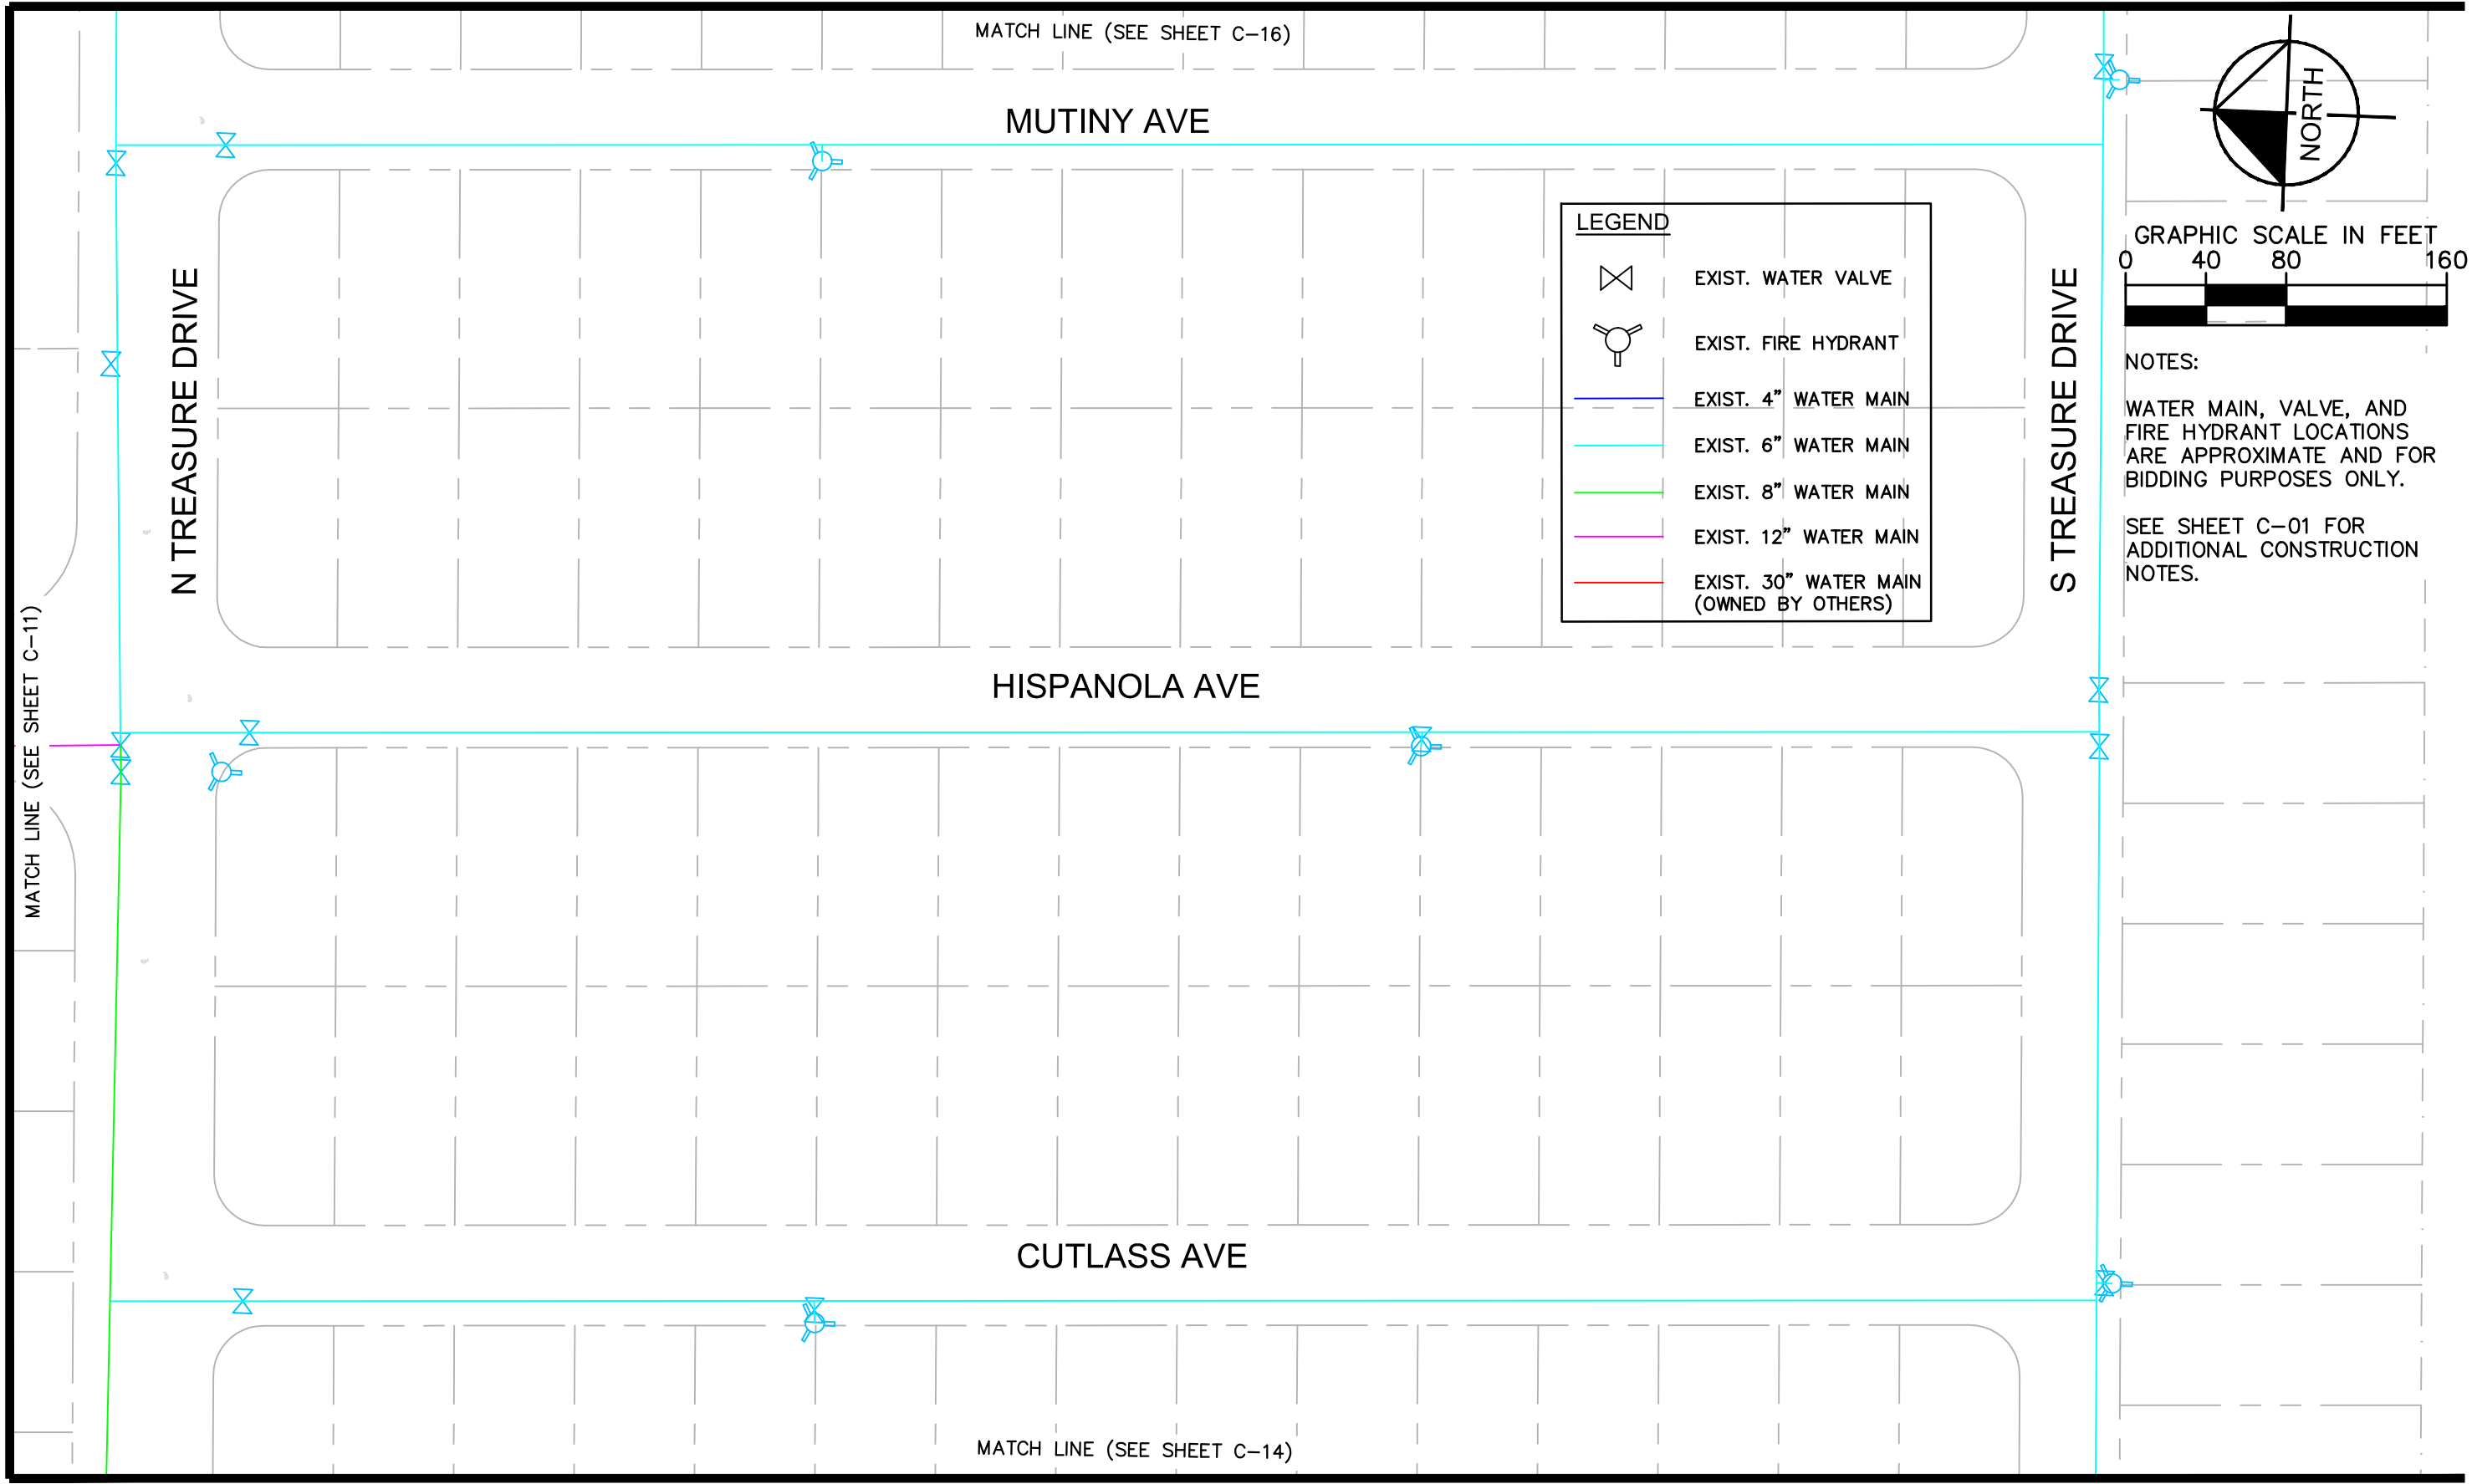 MATCH LINE (SEE SHEET C-16)
MUTINY AVE
N TREASURE DRIVE
S TREASURE DRIVE
NORTH
GRAPHIC SCALE IN FEET
0 40 80 160
LEGEND
EXIST. WATER VALVE
EXIST. FIRE HYDRANT
EXIST. 4" WATER MAIN
EXIST. 6" WATER MAIN
EXIST. 8" WATER MAIN
EXIST. 12" WATER MAIN
EXIST. 30" WATER MAIN
(OWNED BY OTHERS)
NOTES:
WATER MAIN, VALVE, AND
FIRE HYDRANT LOCATIONS
ARE APPROXIMATE AND FOR
BIDDING PURPOSES ONLY.
SEE SHEET C-01 FOR
ADDITIONAL CONSTRUCTION
NOTES.
MATCH LINE (SEE SHEET C-11)
HISPANOLA AVE
CUTLASS AVE
MATCH LINE (SEE SHEET C-14)